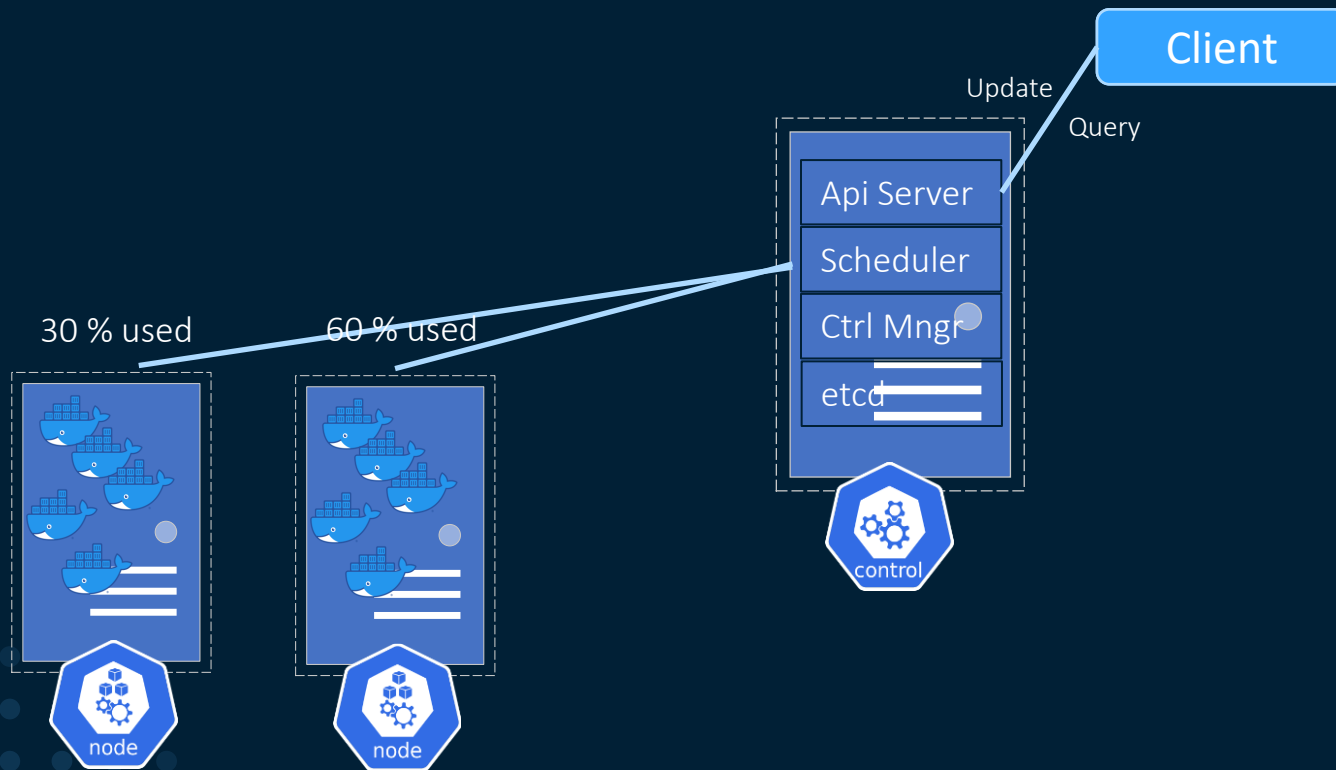 Client
Update
Query
Api Server
Scheduler
Ctrl Mngr
etcd
30 % used
60 % used
control
node
node